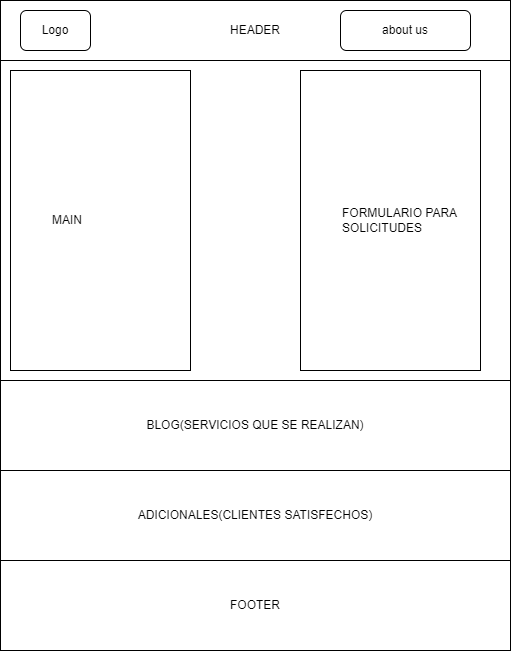 Logo
HEADER
about us
MAIN
FORMULARIO PARA
SOLICITUDES
BLOG(SERVICIOS QUE SE REALIZAN)
ADICIONALES(CLIENTES SATISFECHOS)
FOOTER